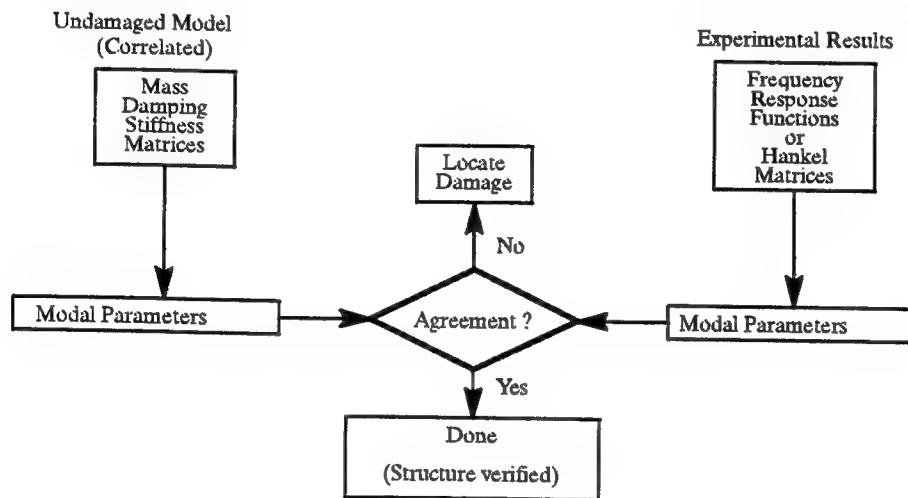 Undamaged Model
(Correlated)
Mass
Damping
Stiffness
Matrices
Experimental Results
Frequency
Response
Functions
or
Hankel
Matrices
Locate
Damage
No
Modal Parameters
Agreement ?
Modal Parameters
Yes
Done
(Structure verified)